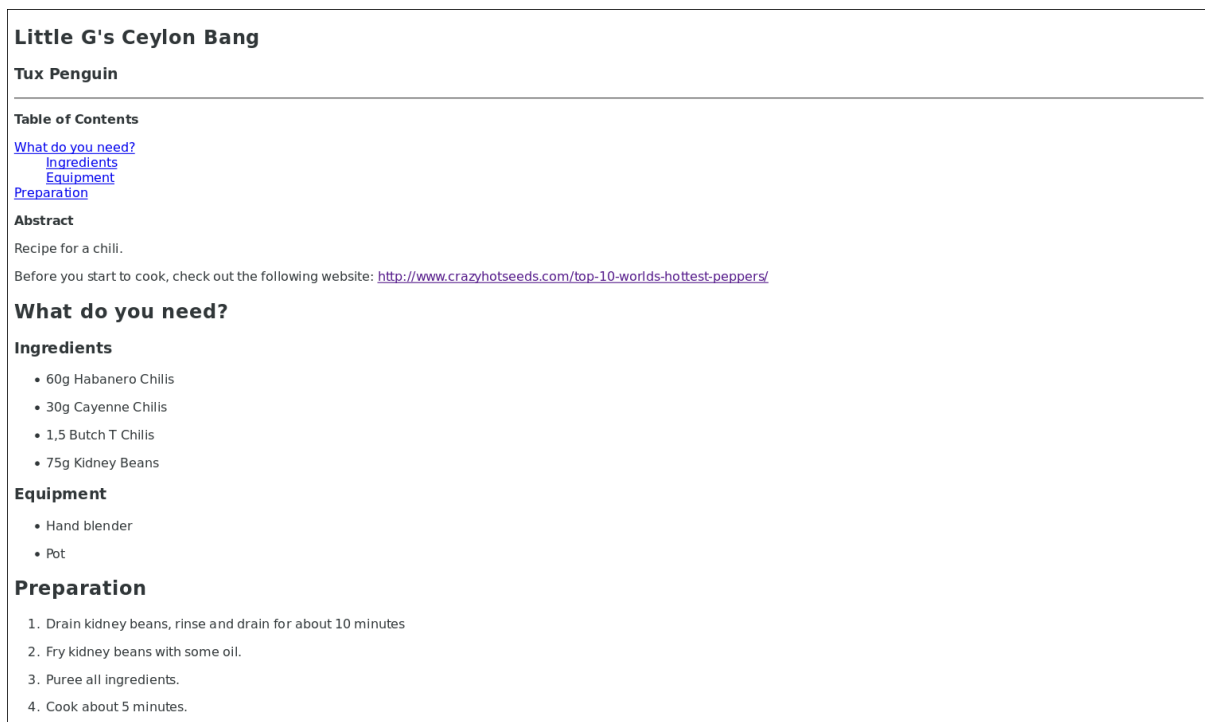 Little G's Ceylon Bang
Tux Penguin
Table of Contents
What do you need?
Ingredients
Equipment
Preparation
Abstract
Recipe for a chili.
Before you start to cook, check out the following website: http://www.crazyhotseeds.com/top-10-worlds-hottest-peppers/
What do you need?
Ingredients
• 60g Habanero Chilis
• 30g Cayenne Chilis
• 1,5 Butch T Chilis
• 75g Kidney Beans
Equipment
• Hand blender
• Pot
Preparation
1. Drain kidney beans, rinse and drain for about 10 minutes
2. Fry kidney beans with some oil.
3. Puree all ingredients.
4. Cook about 5 minutes.